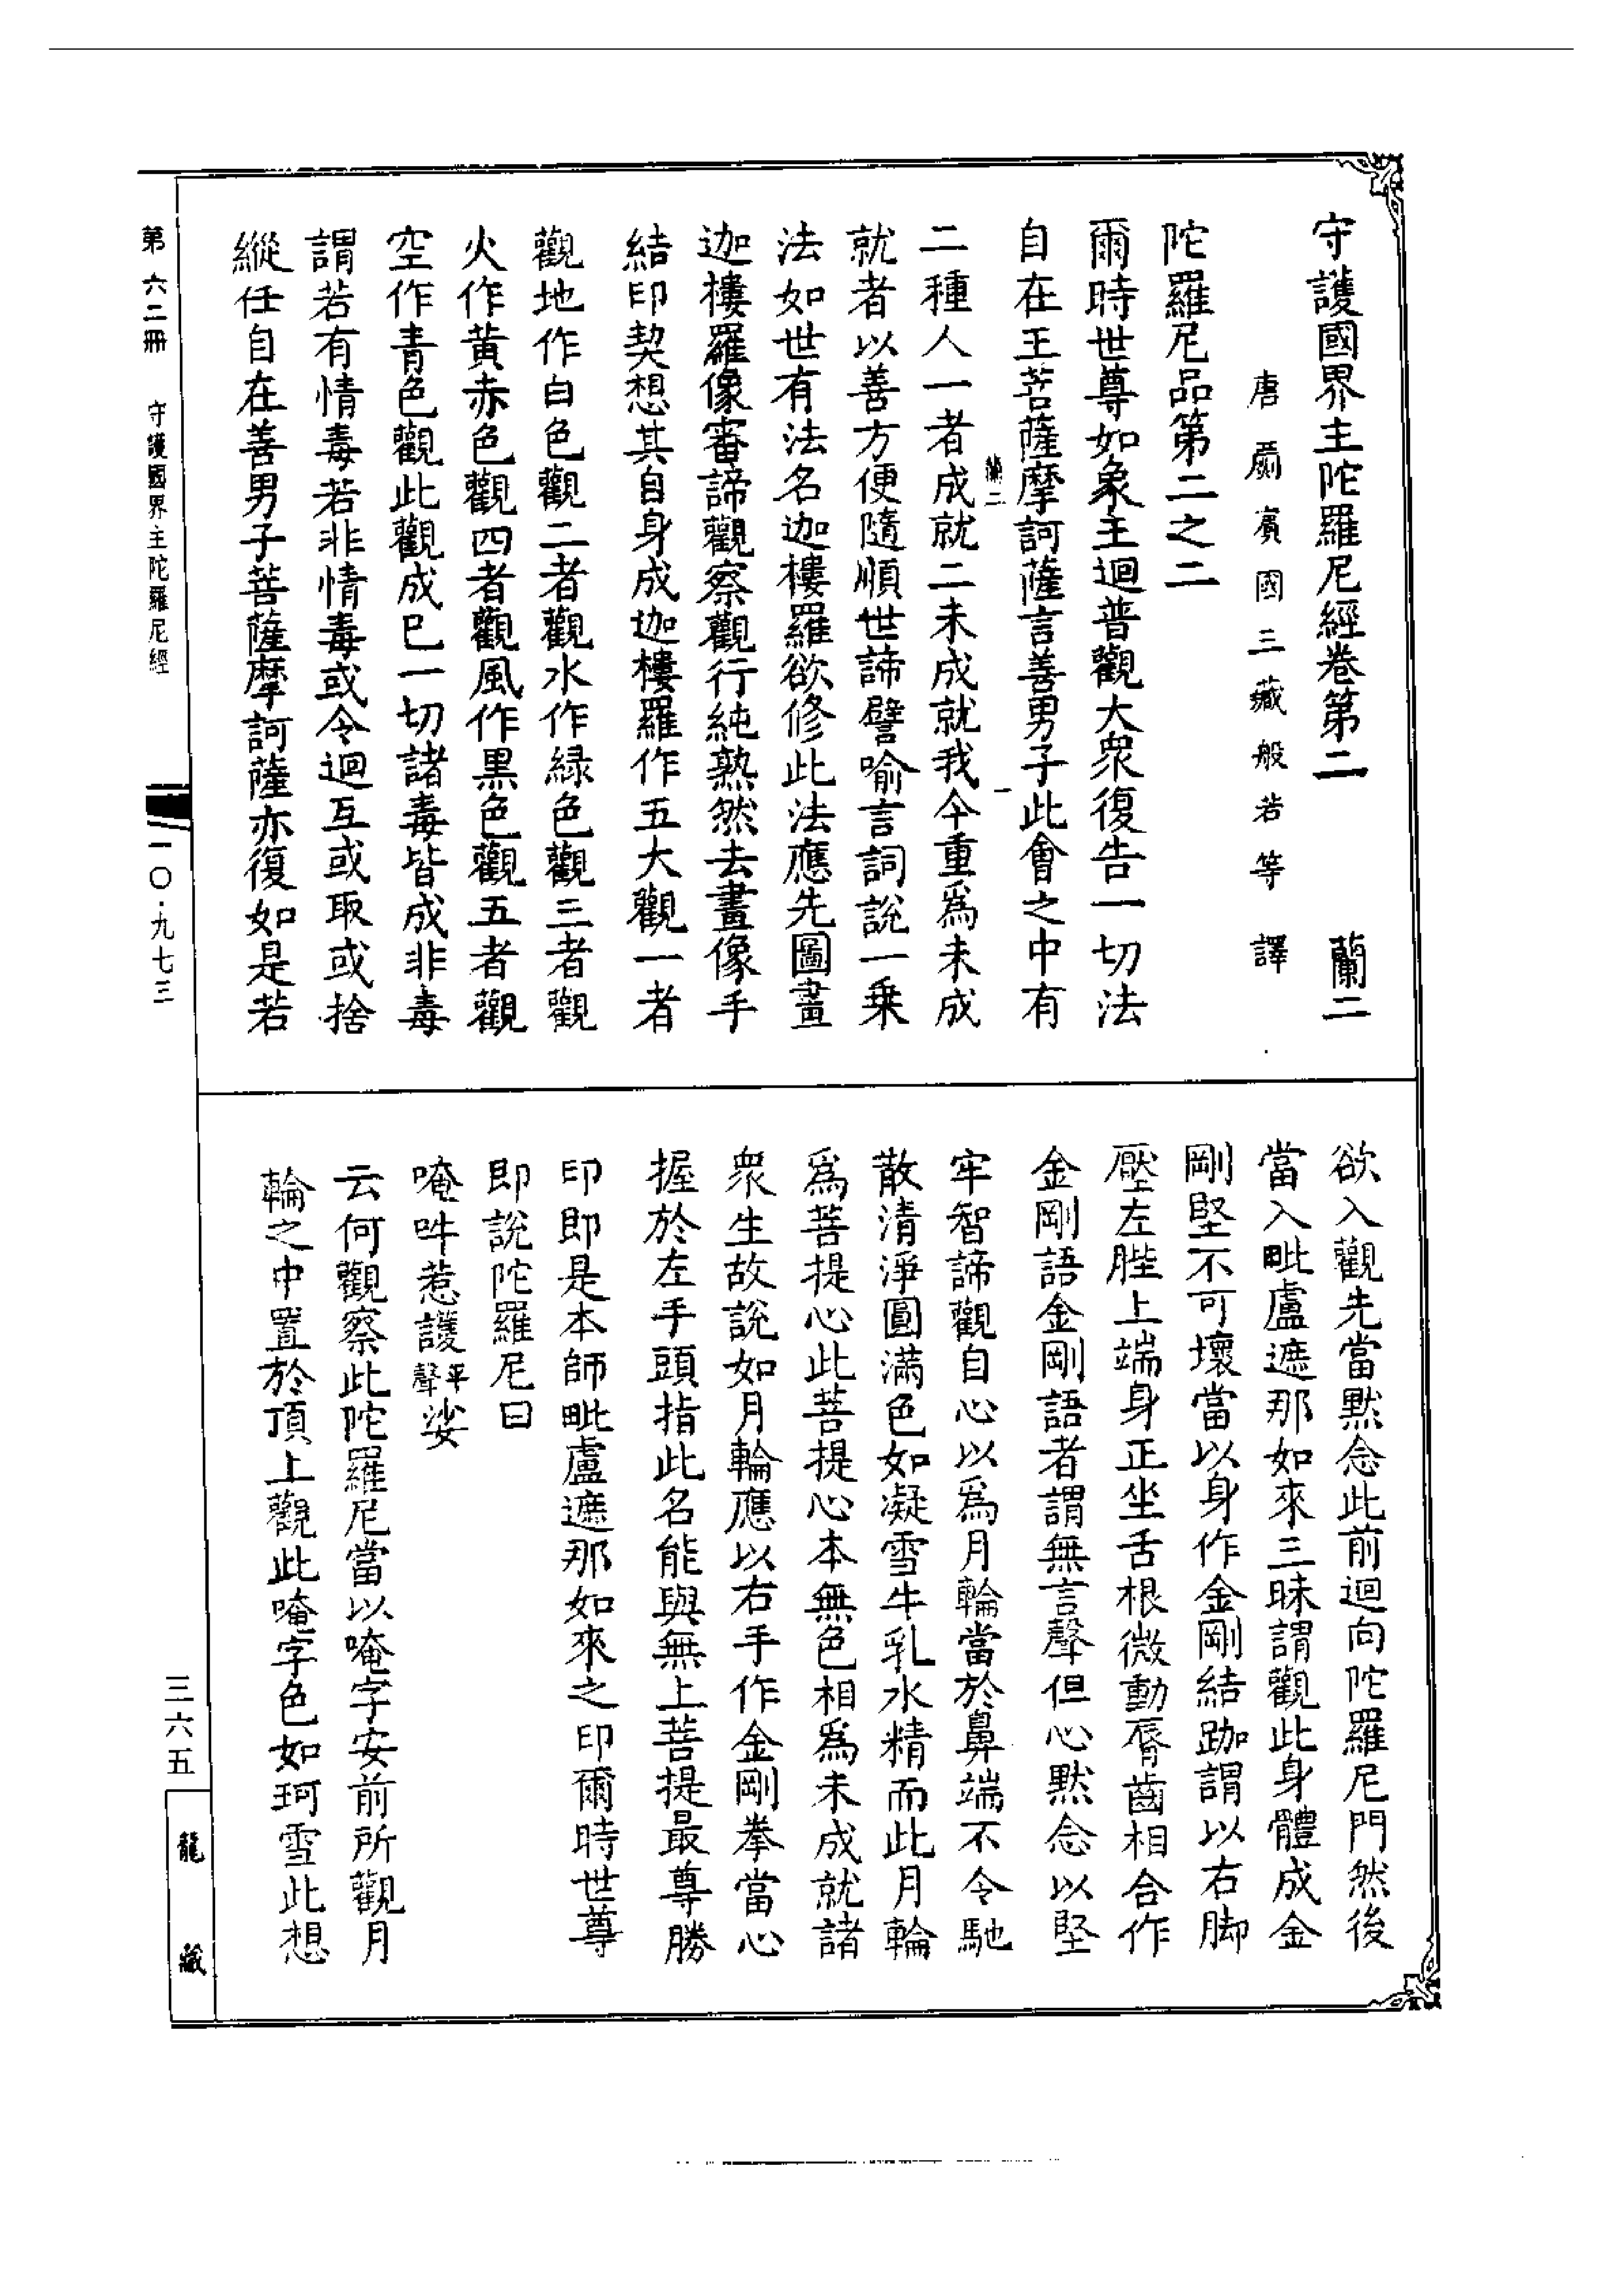 守護國界主陀羅尼經卷第二　蘭二
唐罽賓國三藏般若等譯
陀羅尼品第二之二
爾時世尊如象王迴普觀大衆復告一切法
自在王菩薩摩訶薩言善男子此會之中有
蘭二　一
二種人一者成就二未成就我今重爲未成
就者以善方便隨順世諦譬喻言詞說一乘
法如世有法名迦樓羅欲修此法應先圖畫
迦樓羅像審諦觀察觀行純熟然去畫像手
結印契想其自身成迦樓羅作五大觀一者
觀地作白色觀二者觀水作緑色觀三者觀
火作黄赤色觀四者觀風作黒色觀五者觀
空作青色觀此觀成巳一切諸毒皆成非毒
謂若有情毒若非情毒或令迴互或取或捨
縱任自在善男子菩薩摩訶薩亦復如是若
欲入觀先當默念此前迴向陀羅尼門然後
當入毗盧遮那如來三昧謂觀此身體成金
剛堅不可壞當以身作金剛結跏謂以右脚
壓左䏶上端身正坐舌根微動脣齒相合作
金剛語金剛語者謂無言聲但心默念以堅
牢智諦觀自心以爲月輪當於鼻端不令馳
散清淨圓滿色如凝雪牛乳水精而此月輪
爲菩提心此菩提心本無色相爲未成就諸
衆生故說如月輪應以右手作金剛拳當心
握於左手頭指此名能與無上菩提最尊勝
印即是本師毗盧遮那如來之印爾時世尊
即說陀羅尼曰
唵吽惹護平聲娑
云何觀察此陀羅尼當以唵字安前所觀月
輪之中置於頂上觀此唵字色如珂雪此想
第六二冊　守護國界主陀羅尼經
一〇·九七三
三六五
龍藏